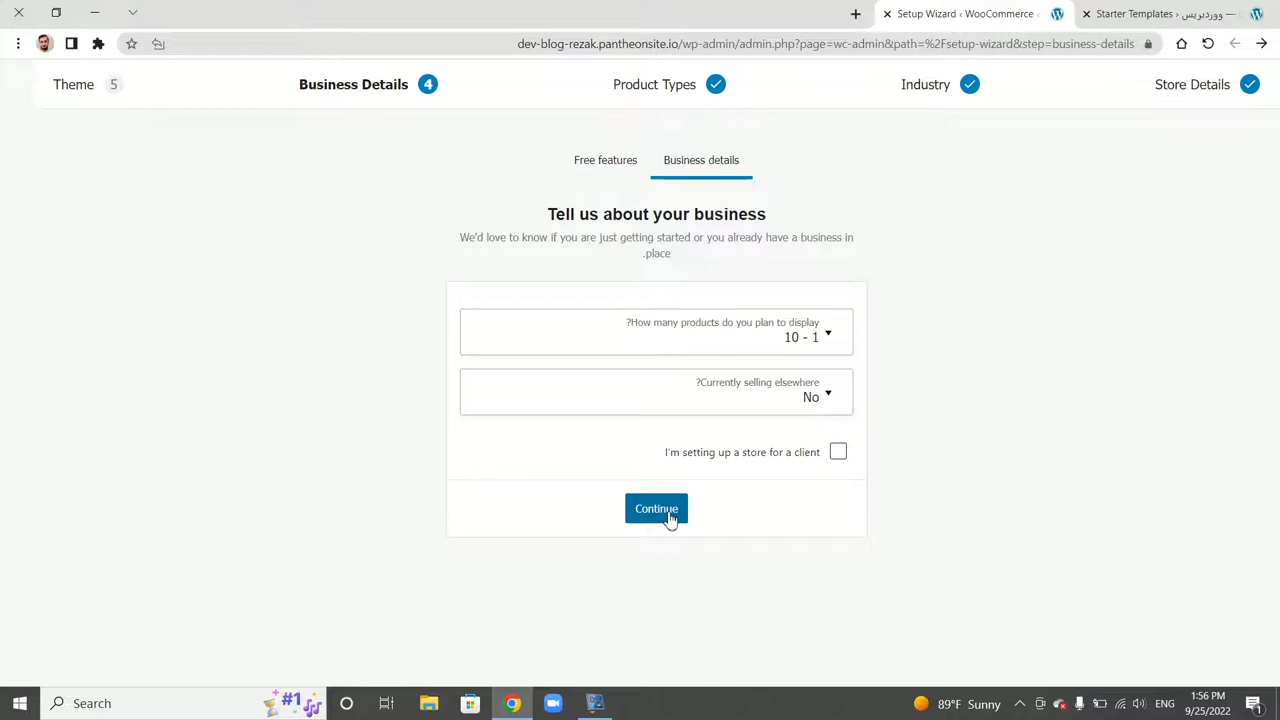 Setup Wizard ‹ WooCommerce
Starter Templates ‹ ووردبريس
dev-blog-rezak.pantheonsite.io/wp-admin/admin.php?page=wc-admin&path=%2Fsetup-wizard&step=business-details
Theme 5
Business Details 4
Product Types
Industry
Store Details
Free features
Business details
Tell us about your business
We'd love to know if you are just getting started or you already have a business in
.place
?How many products do you plan to display
10 - 1
?Currently selling elsewhere
No
I'm setting up a store for a client
Continue
Search
#1
89°F Sunny
ENG
1:56 PM
9/25/2022
1